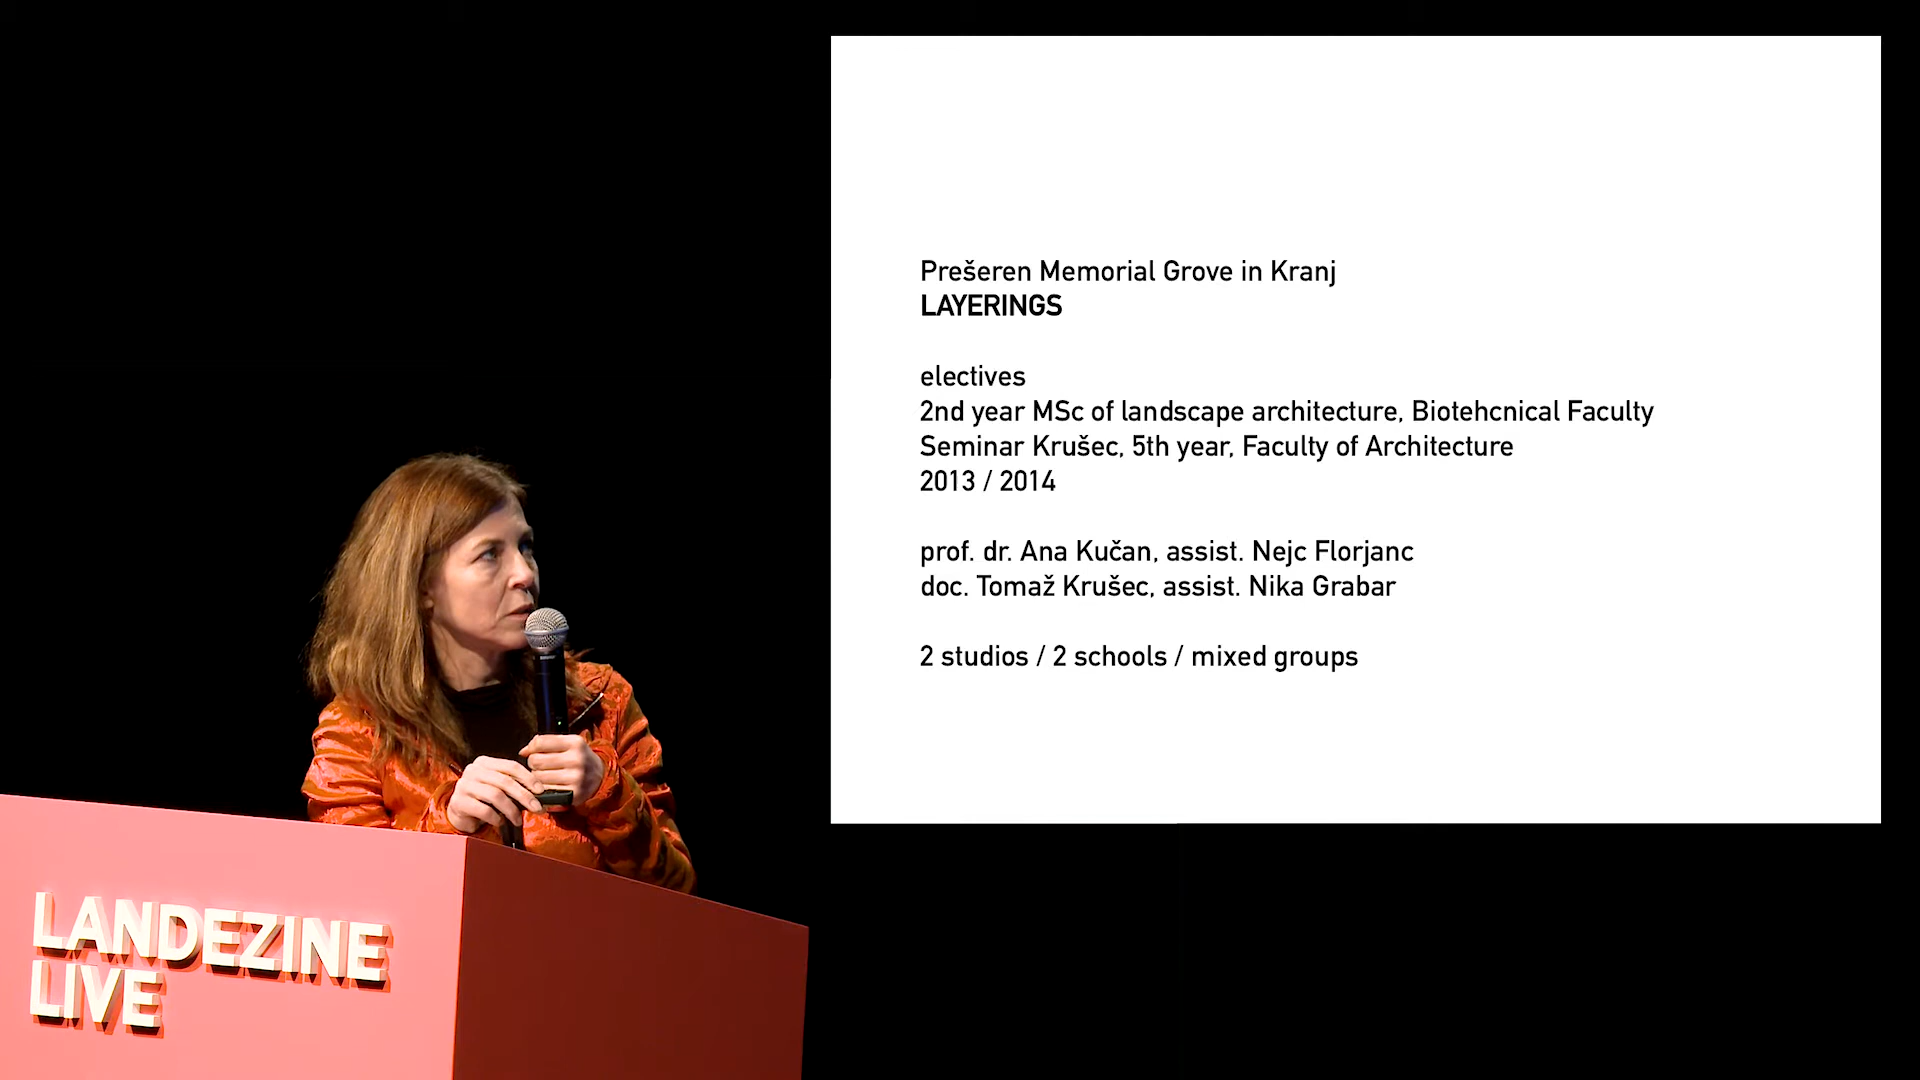 Prešeren Memorial Grove in Kranj
LAYERINGS
electives
2nd year MSc of landscape architecture, Biotehcnical Faculty
Seminar Krušec, 5th year, Faculty of Architecture
2013 / 2014
prof. dr. Ana Kučan, assist. Nejc Florjanc
doc. Tomaž Krušec, assist. Nika Grabar
2 studios / 2 schools / mixed groups
LANDEZINE
LIVE